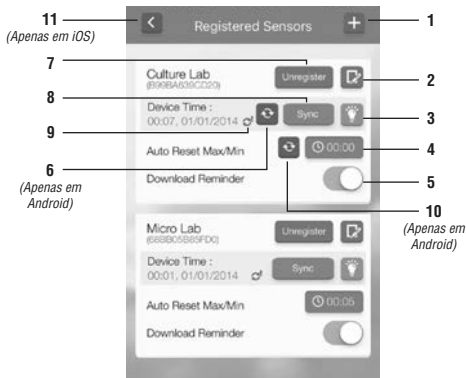 11
(Apenas em iOS)
Registered Sensors
1
7
Culture Lab
(B99BA639CD20)
Unregister
2
8
Device Time :
00:07, 01/01/2014
Sync
3
9
Auto Reset Max/Min
00:00
4
6
(Apenas em
Android)
Download Reminder
5
10
(Apenas em
Android)
Micro Lab
(68BB05B85FD0)
Unregister
Device Time :
00:01, 01/01/2014
Sync
Auto Reset Max/Min
00:05
Download Reminder